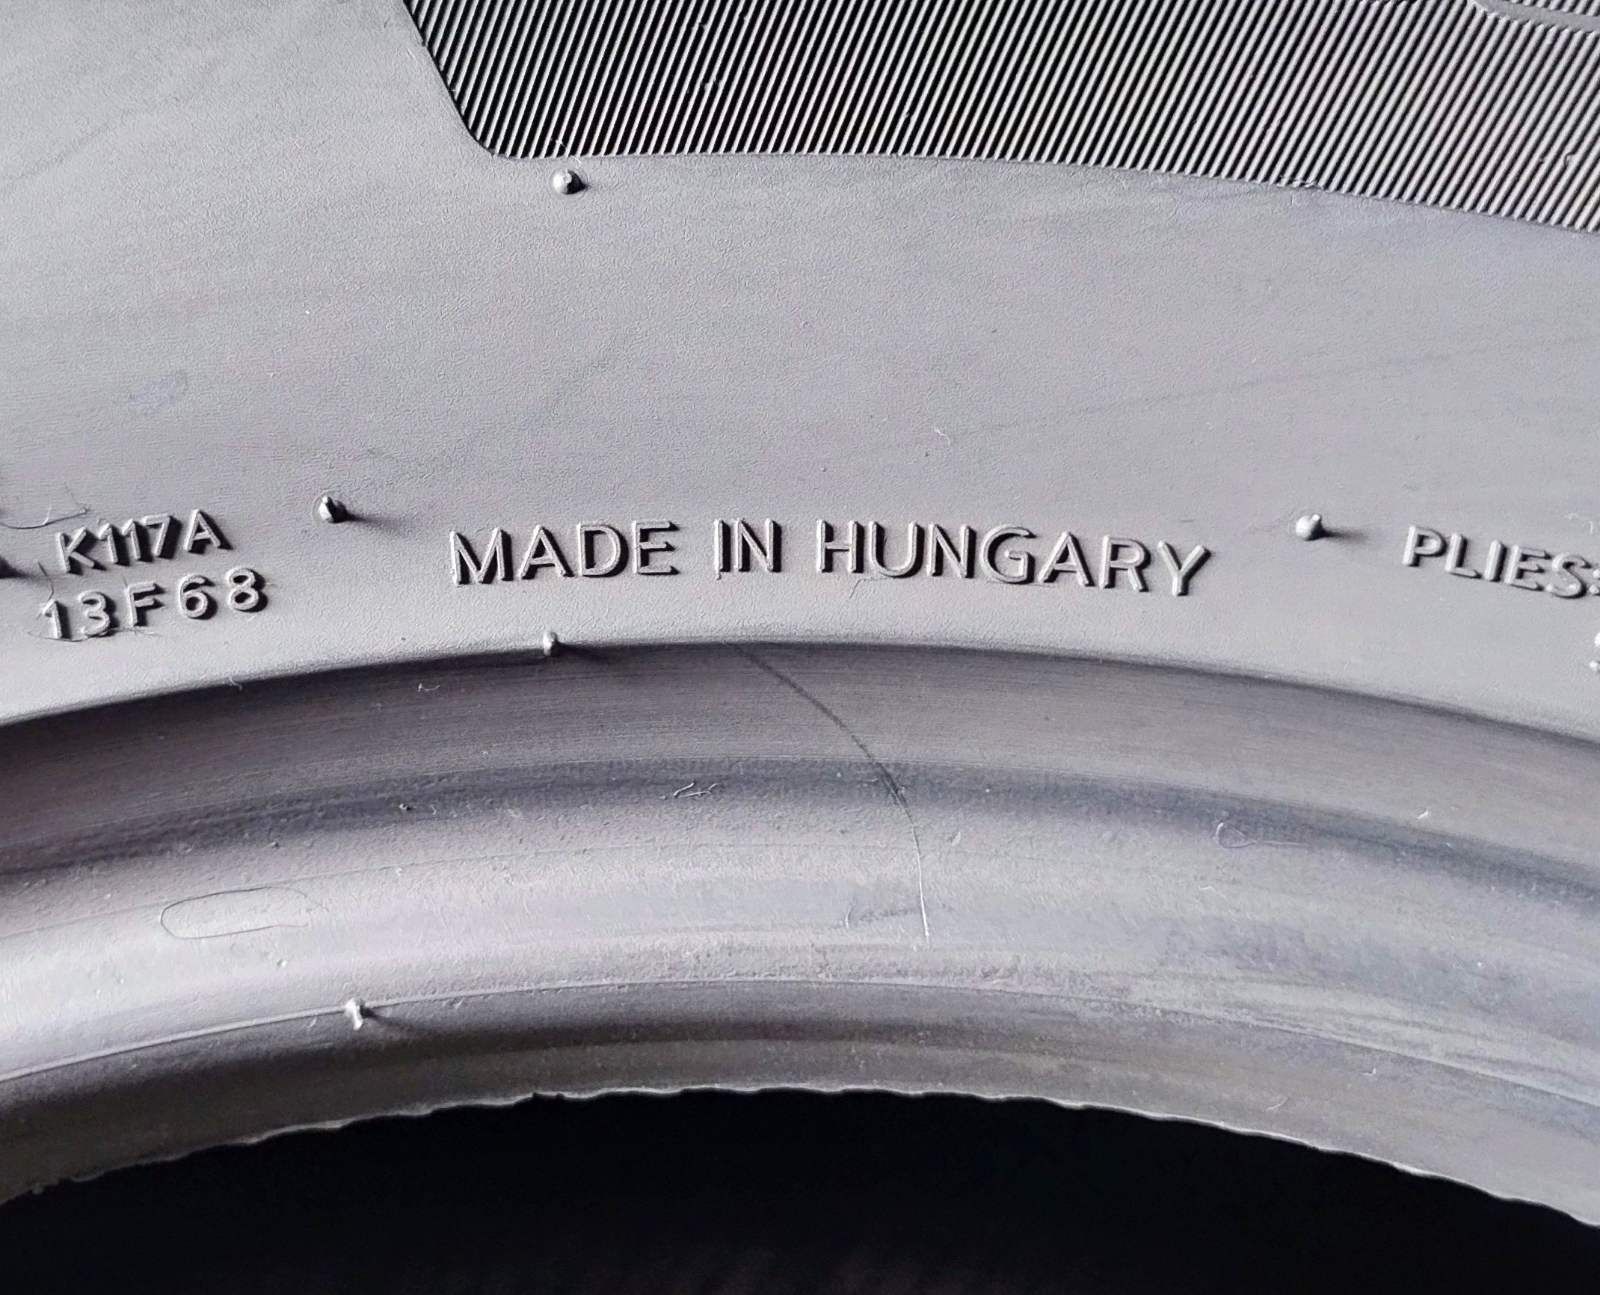 K117A
13F68
MADE IN HUNGARY
PLIES: